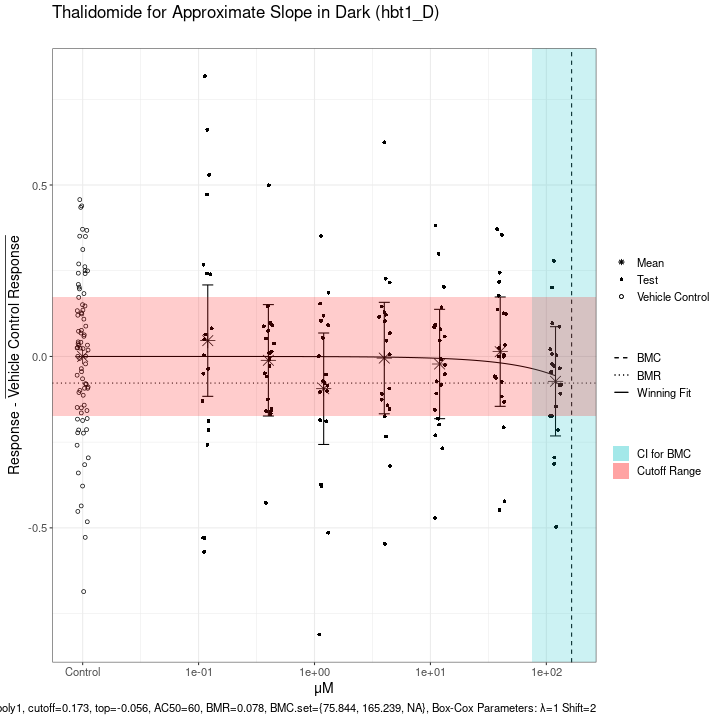 Thalidomide for Approximate Slope in Dark (hbt1_D)
Response - Vehicle Control Response
0.5
0.0
-0.5
Control
1e-01
1e+00
1e+01
1e+02
µM
Mean
Test
Vehicle Control
BMC
BMR
Winning Fit
CI for BMC
Cutoff Range
poly1, cutoff=0.173, top=-0.056, AC50=60, BMR=0.078, BMC.set={75.844, 165.239, NA}, Box-Cox Parameters: λ=1 Shift=2